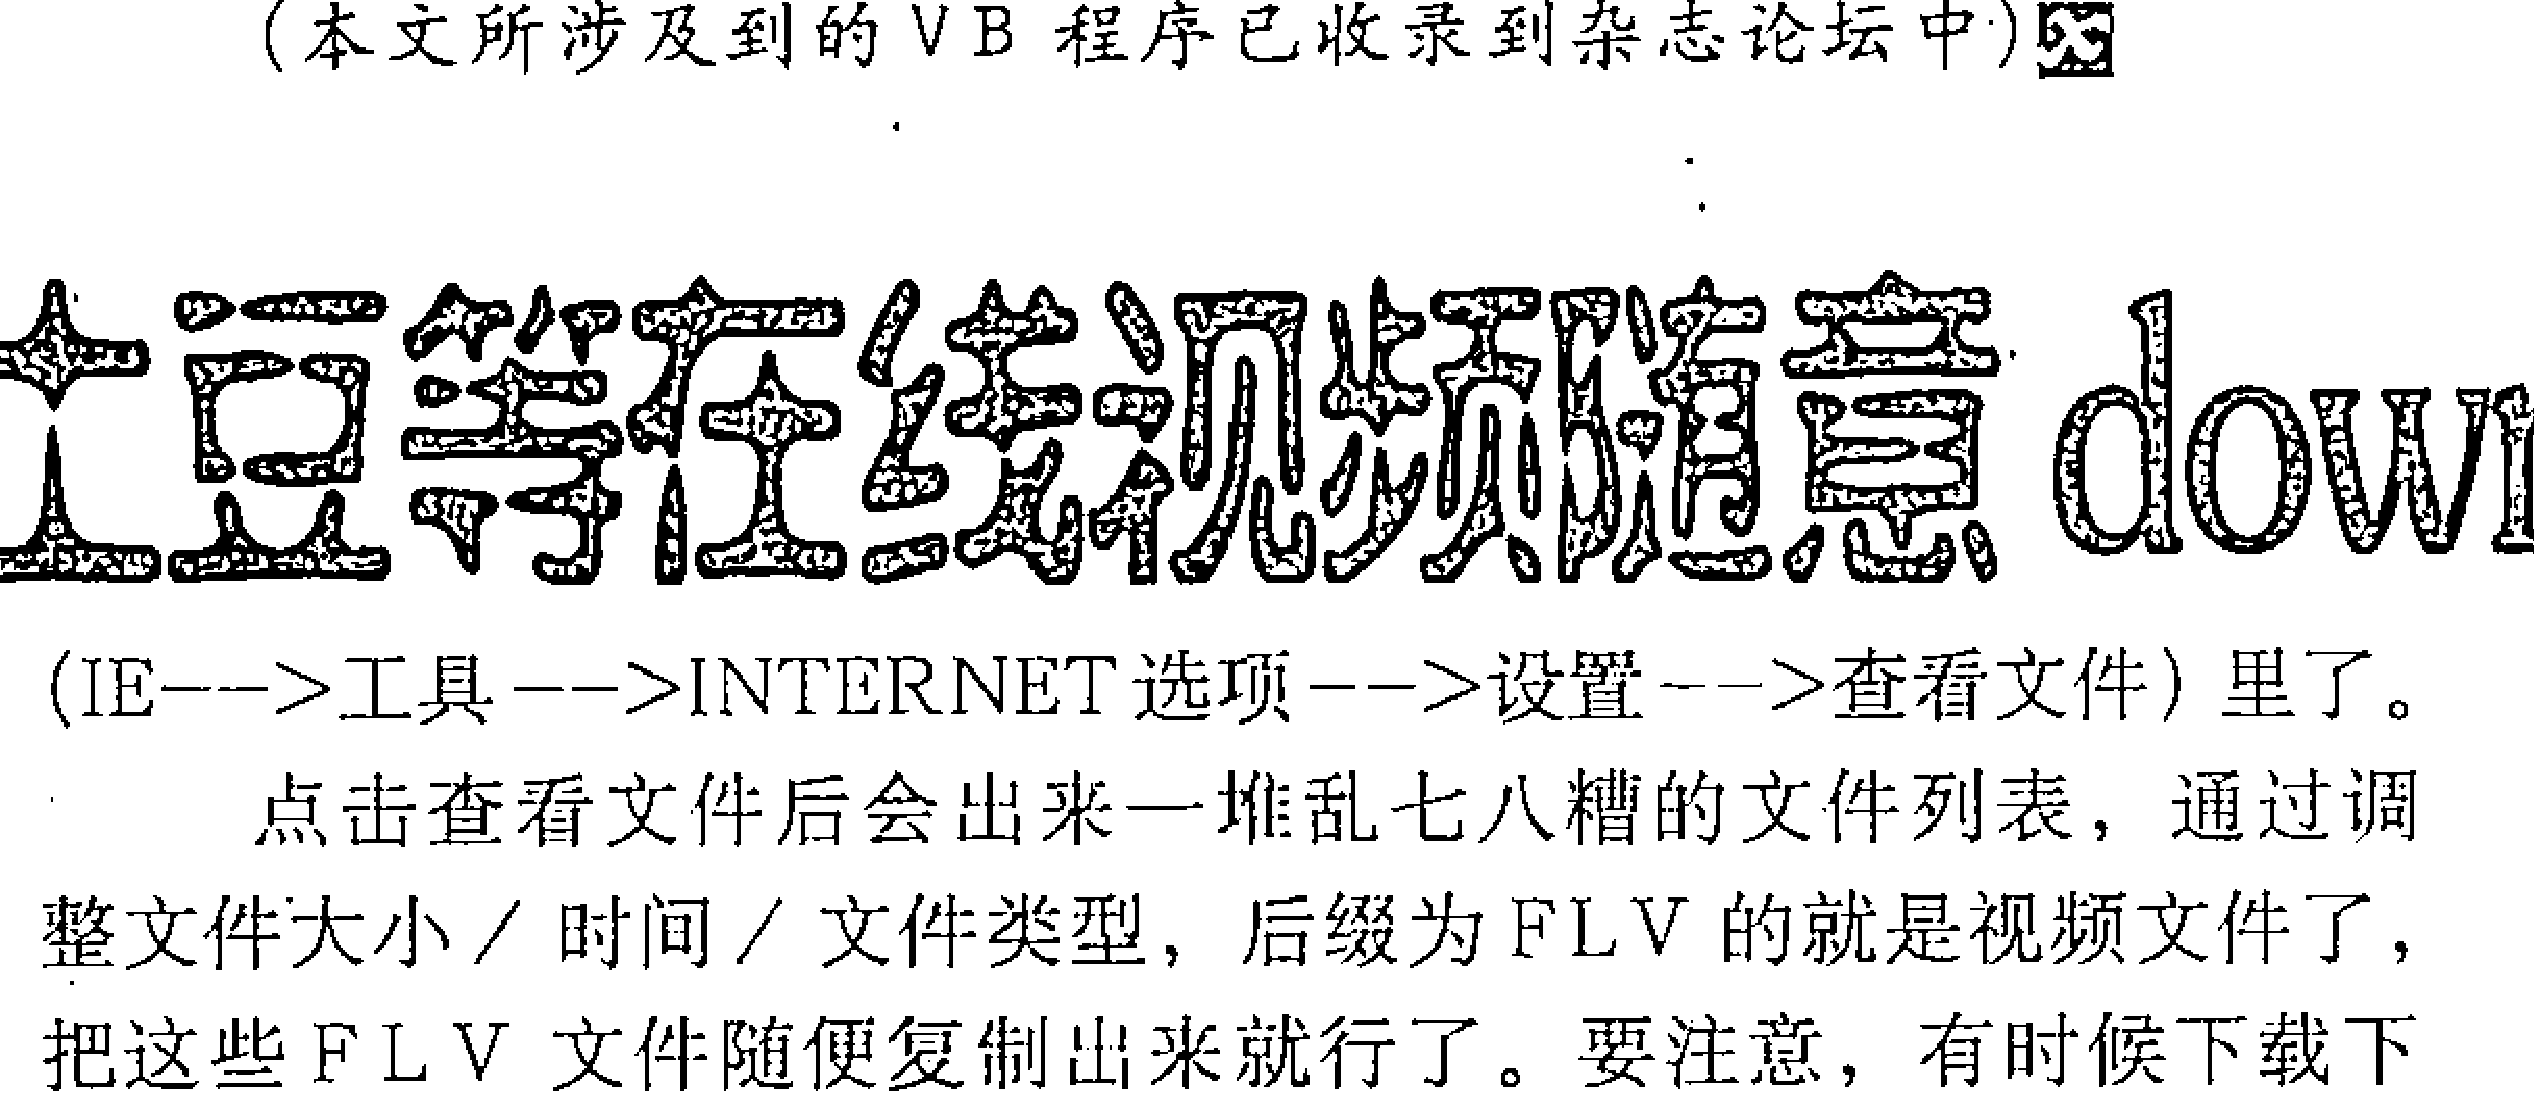 (本文所涉及到的VB程序已收录到杂志论坛中)
土豆等在线视频随意down
(IE-->工具-->INTERNET选项-->设置-->查看文件)里了。
点击查看文件后会出来一堆乱七八糟的文件列表,通过调
整文件大小/时间/文件类型,后缀为FLV的就是视频文件了,
把这些FLV文件随便复制出来就行了。要注意,有时候下载下